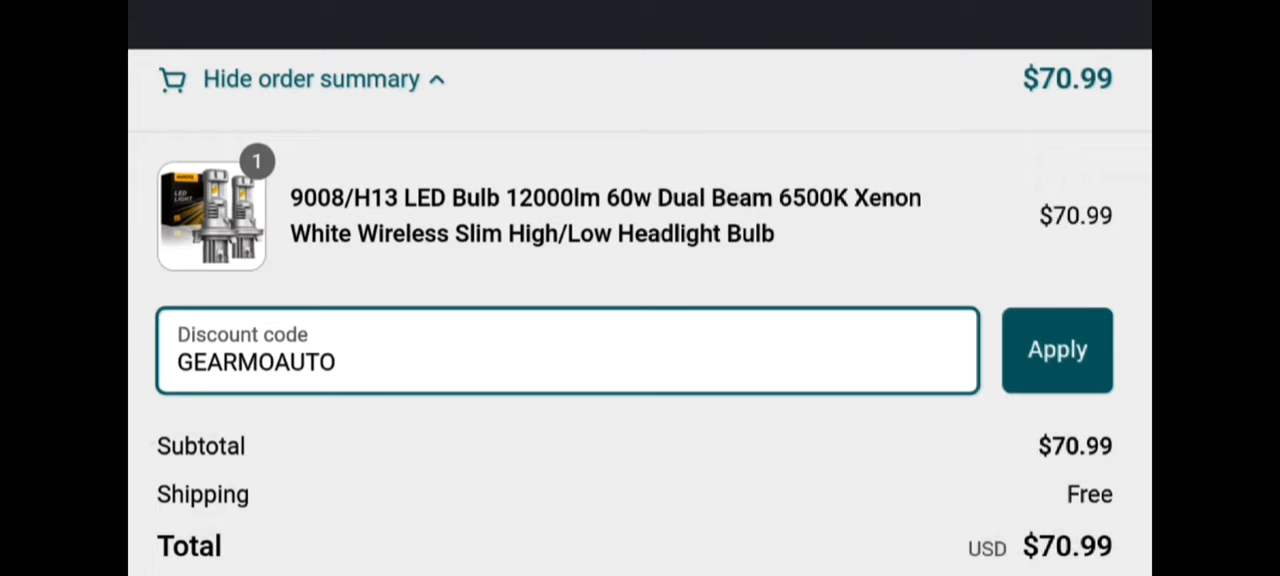 Hide order summary
$70.99
1
9008/H13 LED Bulb 12000lm 60w Dual Beam 6500K Xenon
White Wireless Slim High/Low Headlight Bulb
$70.99
LED
LIGHT
Discount code
GEARMOAUTO
Apply
Subtotal $70.99
Shipping Free
Total USD $70.99